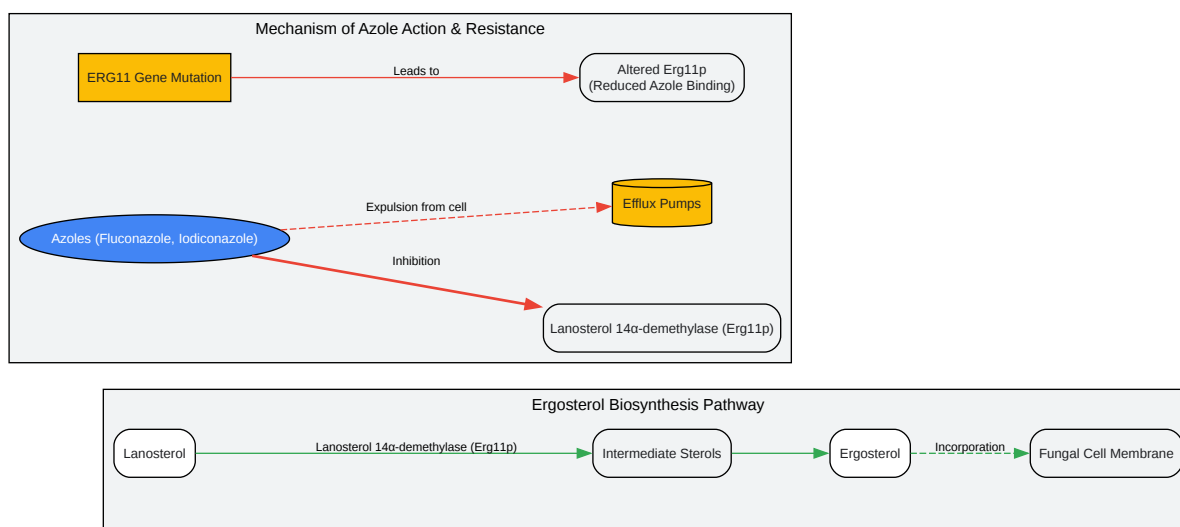 Mechanism of Azole Action & Resistance
ERG11 Gene Mutation
Leads to
Altered Erg11p
(Reduced Azole Binding)
Expulsion from cell
Efflux Pumps
Azoles (Fluconazole, Iodiconazole)
Inhibition
Lanosterol 14α-demethylase (Erg11p)
Ergosterol Biosynthesis Pathway
Lanosterol
Lanosterol 14α-demethylase (Erg11p)
Intermediate Sterols
Ergosterol
Incorporation
Fungal Cell Membrane